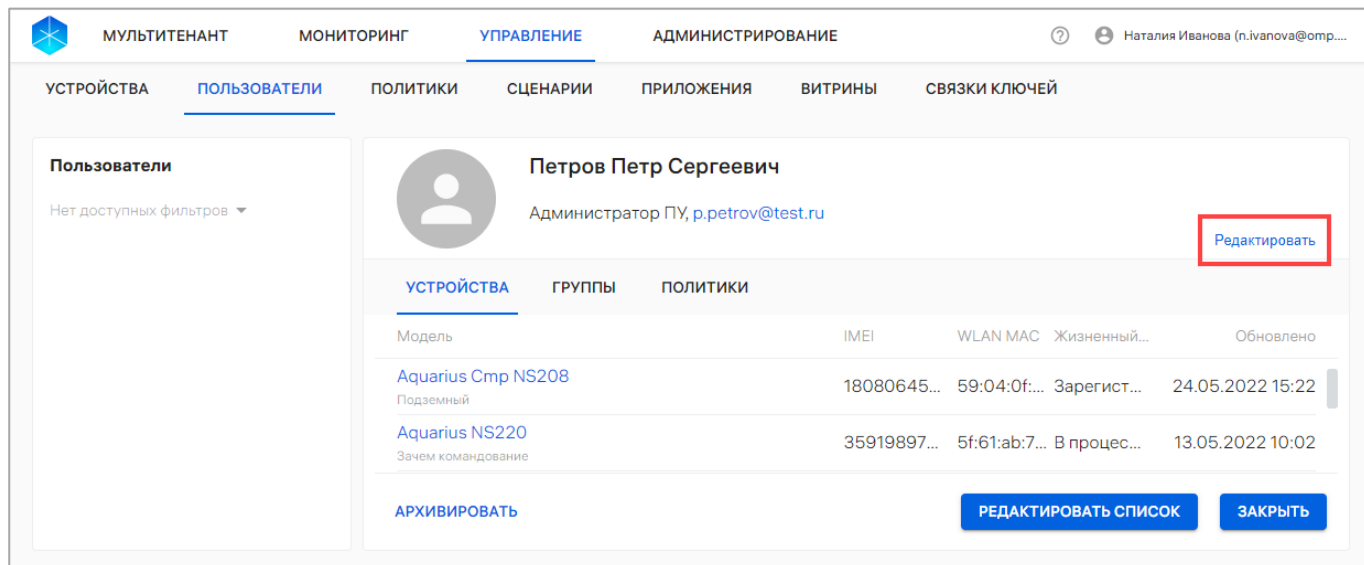 МУЛЬТИТЕНАНТ МОНИТОРИНГ УПРАВЛЕНИЕ АДМИНИСТРИРОВАНИЕ Наталия Иванова (n.ivanova@omp....
УСТРОЙСТВА ПОЛЬЗОВАТЕЛИ ПОЛИТИКИ СЦЕНАРИИ ПРИЛОЖЕНИЯ ВИТРИНЫ СВЯЗКИ КЛЮЧЕЙ
Пользователи
Нет доступных фильтров
Петров Петр Сергеевич
Администратор ПУ, p.petrov@test.ru
Редактировать
УСТРОЙСТВА ГРУППЫ ПОЛИТИКИ
Модель IMEI WLAN MAC Жизненный... Обновлено
Aquarius Cmp NS208 18080645... 59:04:0f:... Зарегист... 24.05.2022 15:22
Подземный
Aquarius NS220 35919897... 5f:61:ab:7... В процес... 13.05.2022 10:02
Зачем командование
АРХИВИРОВАТЬ РЕДАКТИРОВАТЬ СПИСОК ЗАКРЫТЬ